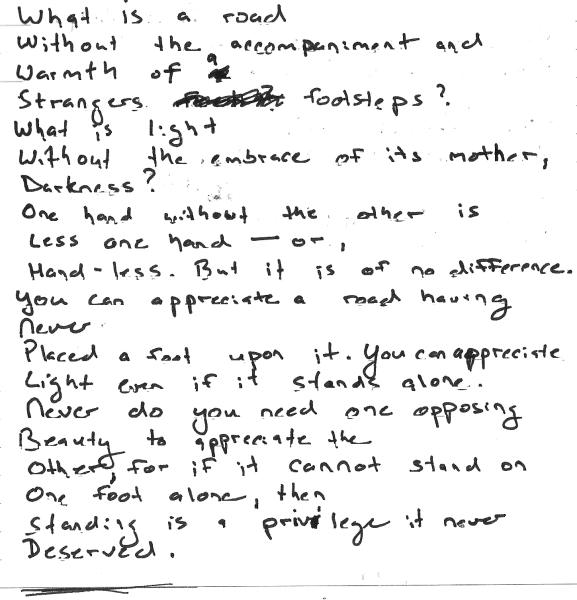 What is a road
Without the accompaniment and
Warmth of a
Strangers footsteps?
What is light
Without the embrace of its mother,
Darkness?
One hand without the other is
Less one hand — or,
Hand-less. But it is of no difference.
You can appreciate a road having
Never
Placed a foot upon it. You can appreciate
Light even if it stands alone.
Never do you need one opposing
Beauty to appreciate the
Other, for if it cannot stand on
One foot alone, then
Standing is a privilege it never
Deserved.